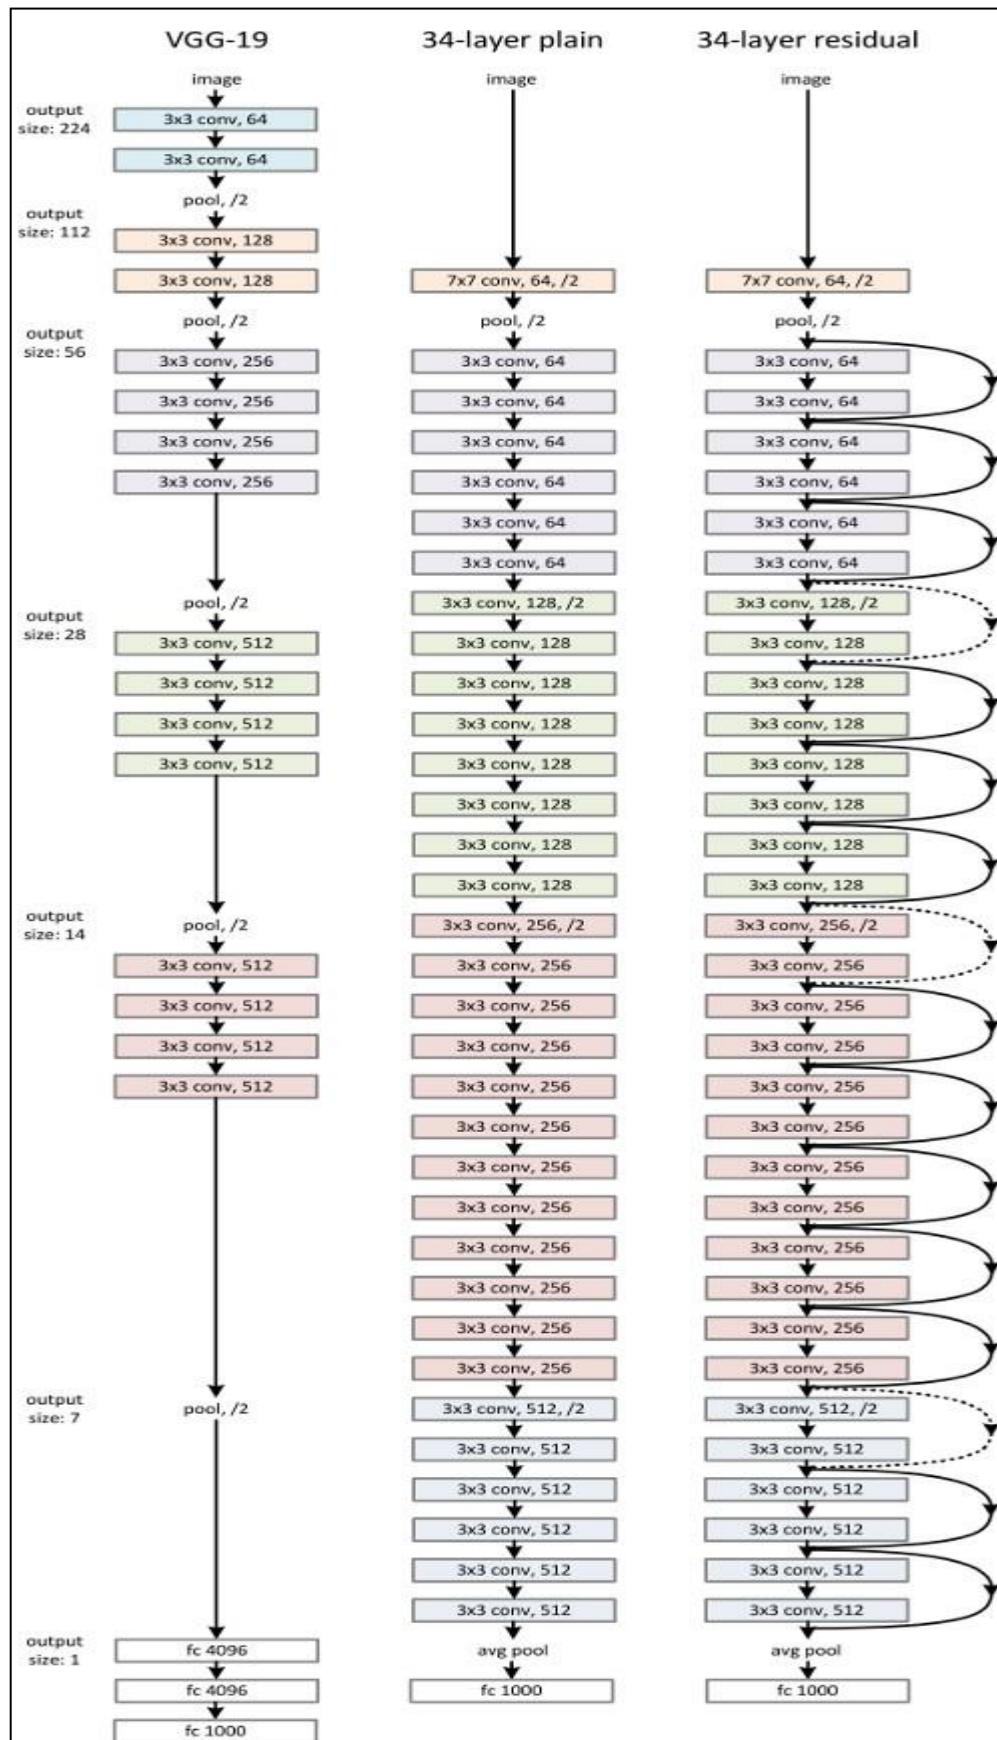 VGG-19
image
output
size: 224
3x3 conv, 64
3x3 conv, 64
pool, /2
output
size: 112
3x3 conv, 128
3x3 conv, 128
pool, /2
output
size: 56
3x3 conv, 256
3x3 conv, 256
3x3 conv, 256
3x3 conv, 256
pool, /2
output
size: 28
3x3 conv, 512
3x3 conv, 512
3x3 conv, 512
3x3 conv, 512
output
size: 14
pool, /2
3x3 conv, 512
3x3 conv, 512
3x3 conv, 512
3x3 conv, 512
output
size: 7
pool, /2
output
size: 1
fc 4096
fc 4096
fc 1000
34-layer plain
image
7x7 conv, 64, /2
pool, /2
3x3 conv, 64
3x3 conv, 64
3x3 conv, 64
3x3 conv, 64
3x3 conv, 64
3x3 conv, 64
3x3 conv, 128, /2
3x3 conv, 128
3x3 conv, 128
3x3 conv, 128
3x3 conv, 128
3x3 conv, 128
3x3 conv, 128
3x3 conv, 128
3x3 conv, 256, /2
3x3 conv, 256
3x3 conv, 256
3x3 conv, 256
3x3 conv, 256
3x3 conv, 256
3x3 conv, 256
3x3 conv, 256
3x3 conv, 256
3x3 conv, 256
3x3 conv, 256
3x3 conv, 256
3x3 conv, 512, /2
3x3 conv, 512
3x3 conv, 512
3x3 conv, 512
3x3 conv, 512
3x3 conv, 512
avg pool
fc 1000
34-layer residual
image
7x7 conv, 64, /2
pool, /2
3x3 conv, 64
3x3 conv, 64
3x3 conv, 64
3x3 conv, 64
3x3 conv, 64
3x3 conv, 64
3x3 conv, 128, /2
3x3 conv, 128
3x3 conv, 128
3x3 conv, 128
3x3 conv, 128
3x3 conv, 128
3x3 conv, 128
3x3 conv, 128
3x3 conv, 256, /2
3x3 conv, 256
3x3 conv, 256
3x3 conv, 256
3x3 conv, 256
3x3 conv, 256
3x3 conv, 256
3x3 conv, 256
3x3 conv, 256
3x3 conv, 256
3x3 conv, 256
3x3 conv, 256
3x3 conv, 512, /2
3x3 conv, 512
3x3 conv, 512
3x3 conv, 512
3x3 conv, 512
3x3 conv, 512
avg pool
fc 1000